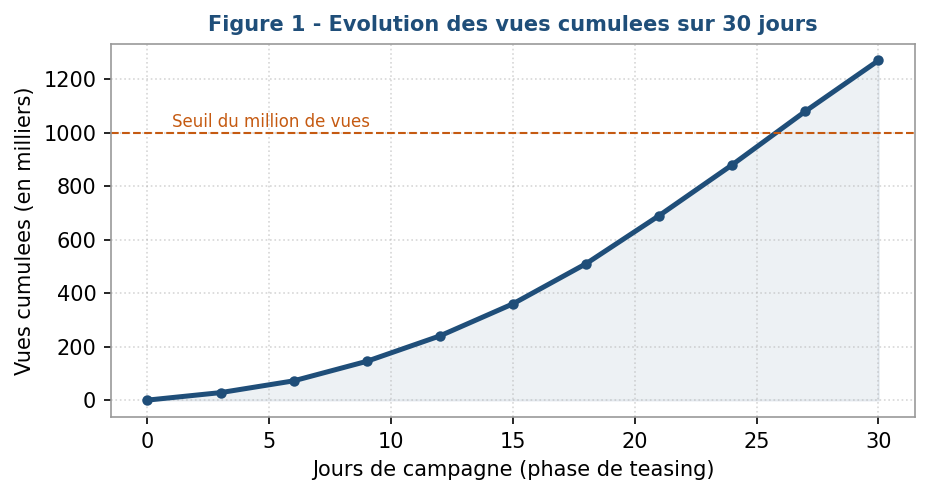 Figure 1 - Evolution des vues cumulees sur 30 jours
Vues cumulees (en milliers)
1200
1000
800
600
400
200
0
Seuil du million de vues
0 5 10 15 20 25 30
Jours de campagne (phase de teasing)